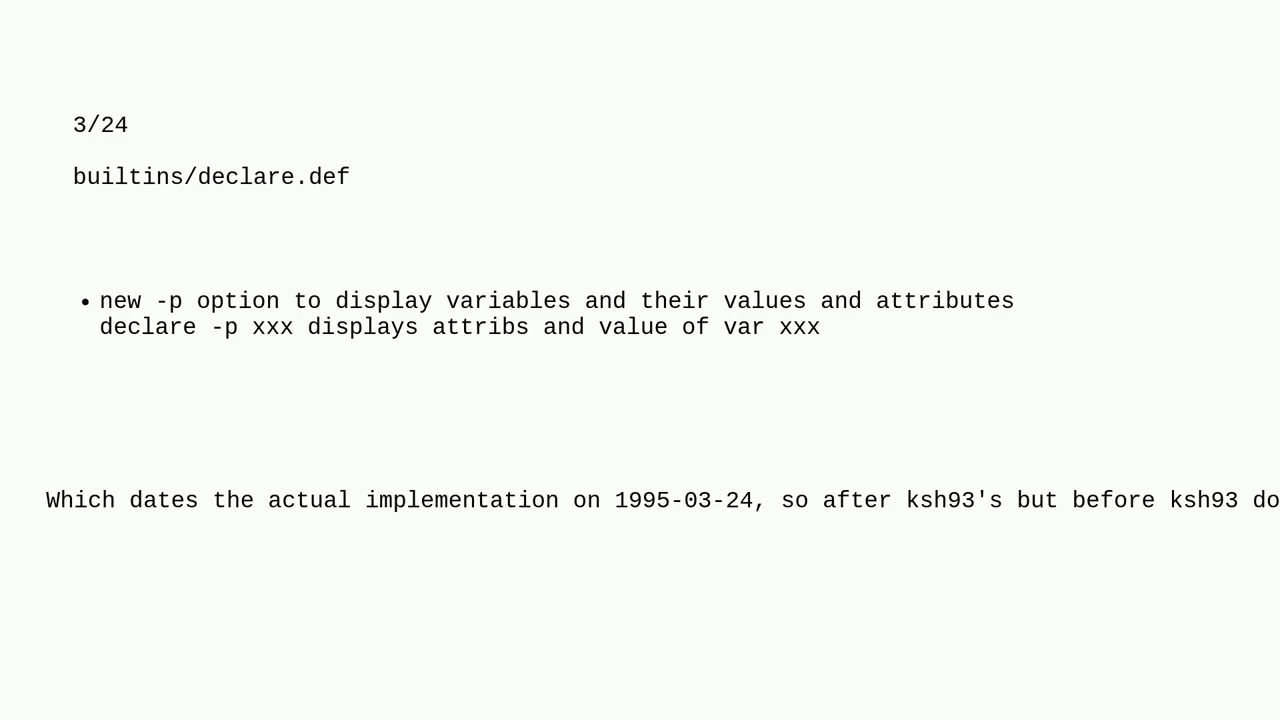 3/24
builtins/declare.def
• new -p option to display variables and their values and attributes
declare -p xxx displays attribs and value of var xxx
Which dates the actual implementation on 1995-03-24, so after ksh93's but before ksh93 do